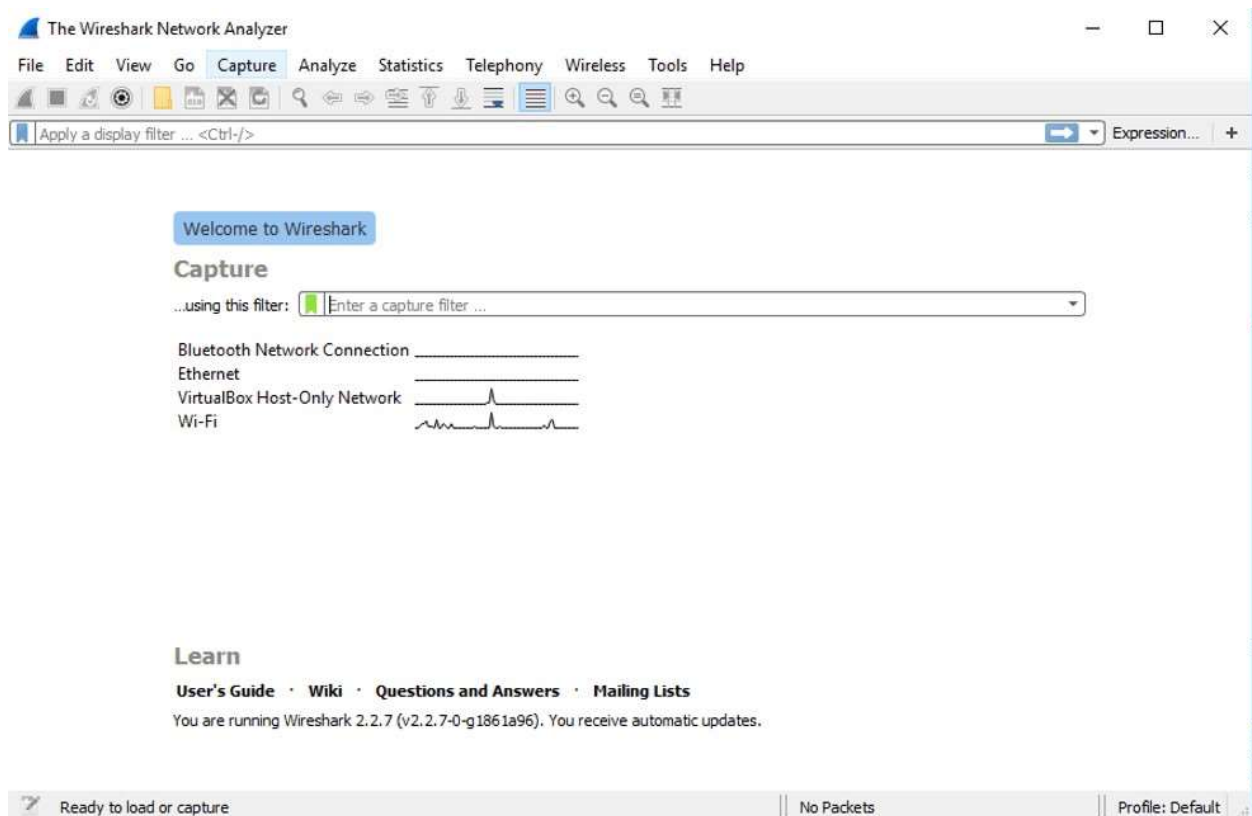 The Wireshark Network Analyzer
File Edit View Go Capture Analyze Statistics Telephony Wireless Tools Help
Apply a display filter ... <Ctrl-/> Expression... +
Welcome to Wireshark
Capture
...using this filter: Enter a capture filter ...
Bluetooth Network Connection
Ethernet
VirtualBox Host-Only Network
Wi-Fi
Learn
User's Guide · Wiki · Questions and Answers · Mailing Lists
You are running Wireshark 2.2.7 (v2.2.7-0-g1861a96). You receive automatic updates.
Ready to load or capture No Packets Profile: Default